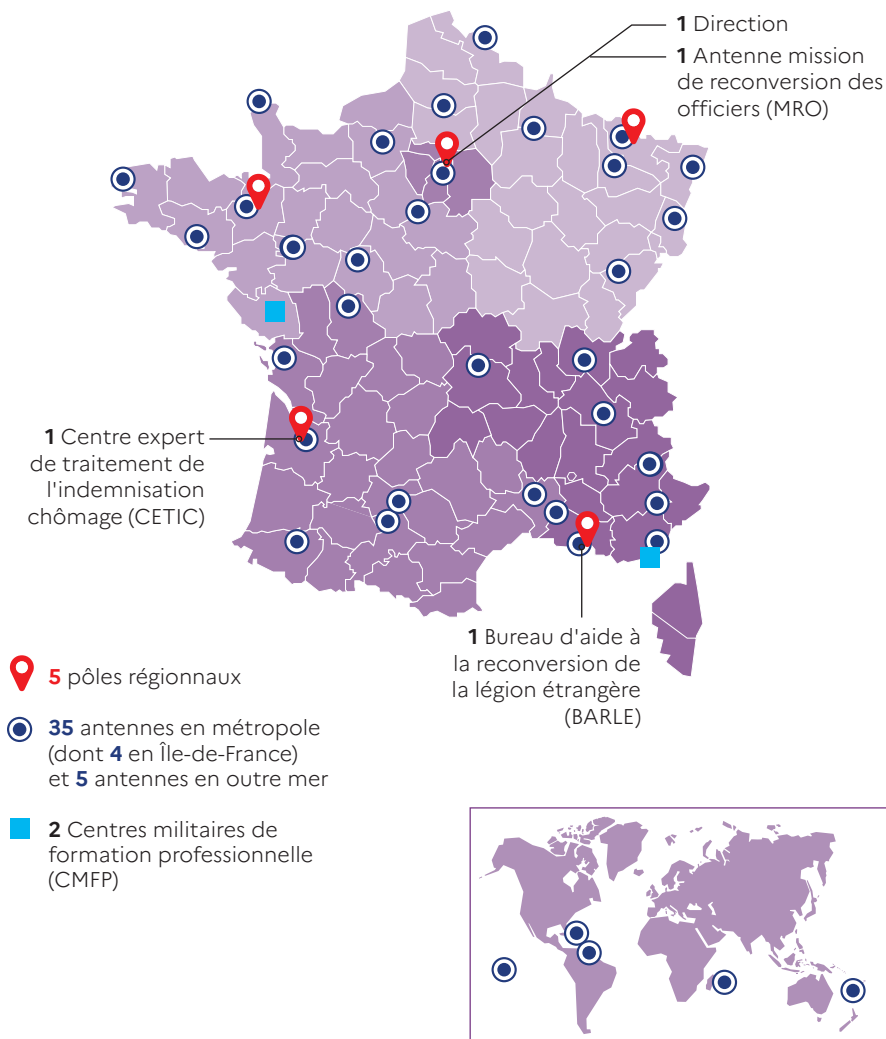 1 Direction
1 Antenne mission
de reconversion des
officiers (MRO)
1 Centre expert
de traitement de
l'indemnisation
chômage (CETIC)
1 Bureau d'aide à
la reconversion de
la légion étrangère
(BARLE)
5 pôles régionnaux
35 antennes en métropole
(dont 4 en Île-de-France)
et 5 antennes en outre mer
2 Centres militaires de
formation professionnelle
(CMFP)